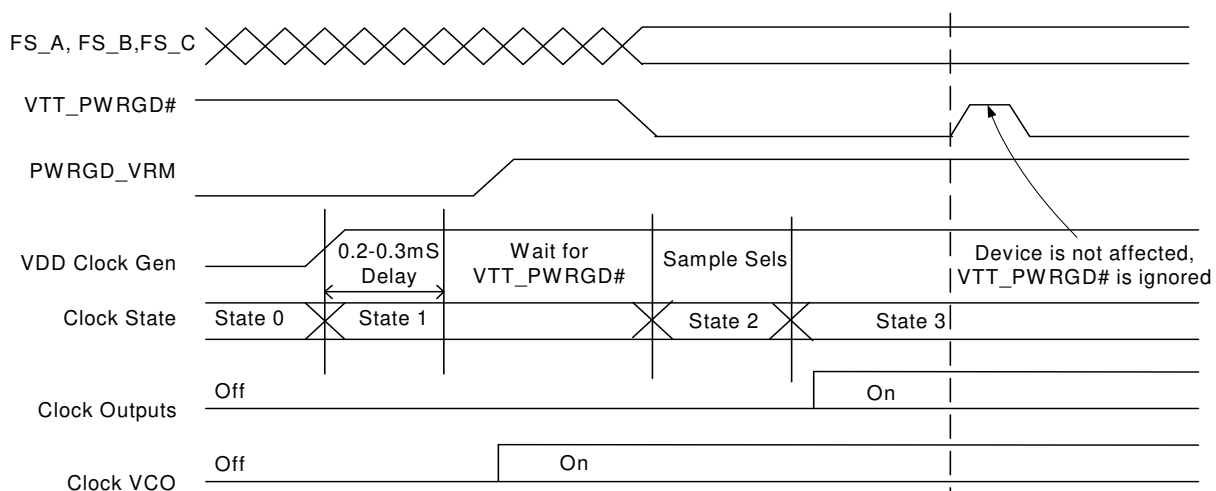 FS_A, FS_B,FS_C
VTT_PWRGD#
PWRGD_VRM
VDD Clock Gen
0.2-0.3mS
Delay
Wait for
VTT_PWRGD#
Sample Sels
Device is not affected,
VTT_PWRGD# is ignored
Clock State
State 0
State 1
State 2
State 3
Clock Outputs
Off
On
Clock VCO
Off
On